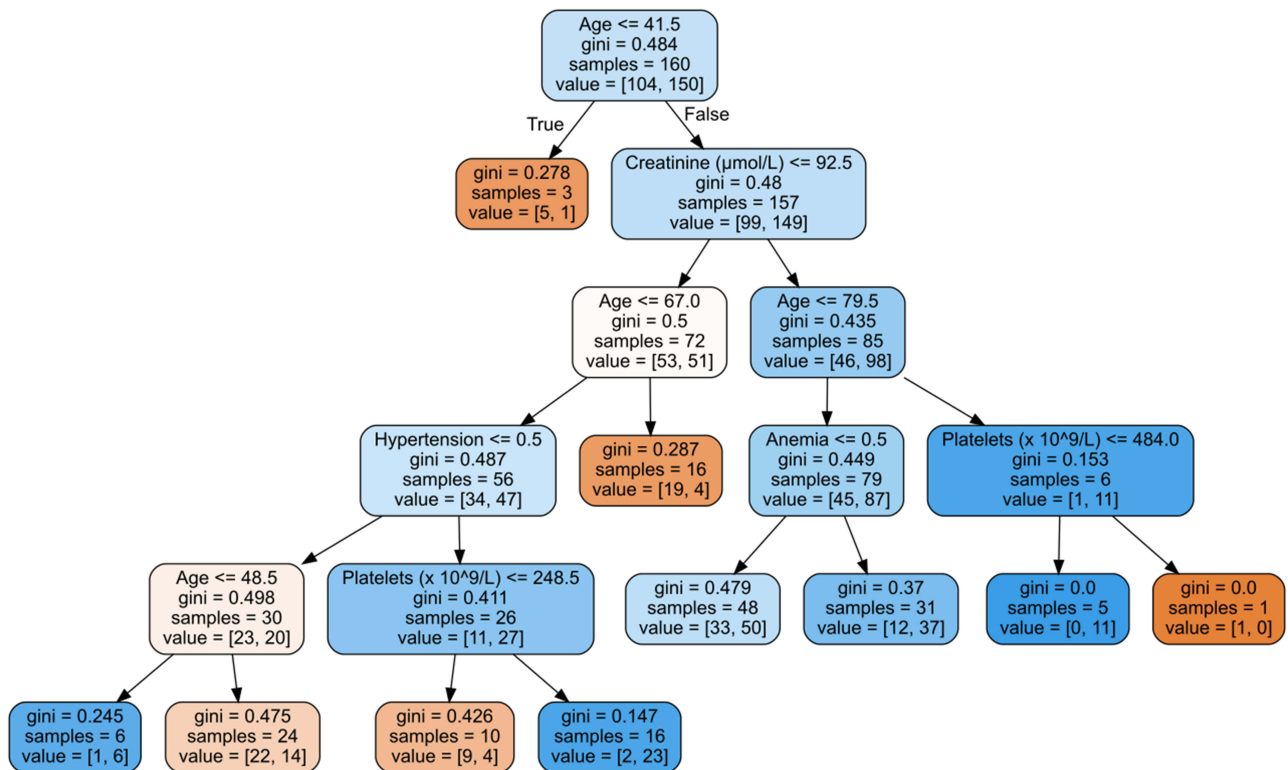 Age <= 41.5
gini = 0.484
samples = 160
value = [104, 150]
True
False
gini = 0.278
samples = 3
value = [5, 1]
Creatinine (μmol/L) <= 92.5
gini = 0.48
samples = 157
value = [99, 149]
Age <= 67.0
gini = 0.5
samples = 72
value = [53, 51]
Age <= 79.5
gini = 0.435
samples = 85
value = [46, 98]
Hypertension <= 0.5
gini = 0.487
samples = 56
value = [34, 47]
gini = 0.287
samples = 16
value = [19, 4]
Anemia <= 0.5
gini = 0.449
samples = 79
value = [45, 87]
Platelets (x 10^9/L) <= 484.0
gini = 0.153
samples = 6
value = [1, 11]
Age <= 48.5
gini = 0.498
samples = 30
value = [23, 20]
Platelets (x 10^9/L) <= 248.5
gini = 0.411
samples = 26
value = [11, 27]
gini = 0.479
samples = 48
value = [33, 50]
gini = 0.37
samples = 31
value = [12, 37]
gini = 0.0
samples = 5
value = [0, 11]
gini = 0.0
samples = 1
value = [1, 0]
gini = 0.245
samples = 6
value = [1, 6]
gini = 0.475
samples = 24
value = [22, 14]
gini = 0.426
samples = 10
value = [9, 4]
gini = 0.147
samples = 16
value = [2, 23]